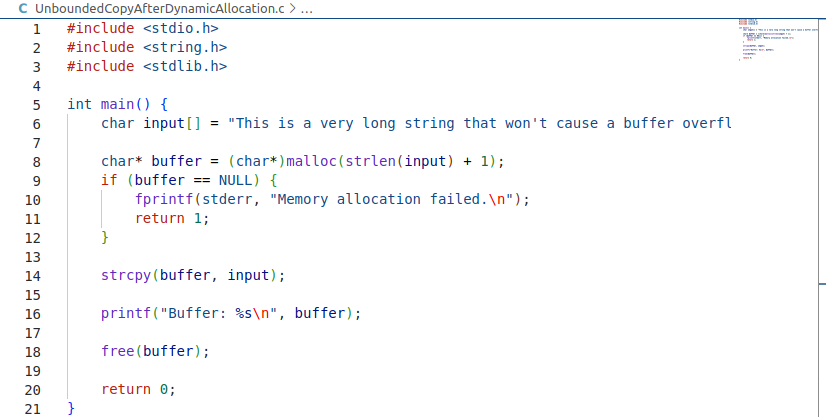 C UnboundedCopyAfterDynamicAllocation.c > ...
1 #include <stdio.h>
2 #include <string.h>
3 #include <stdlib.h>
4
5 int main() {
6 char input[] = "This is a very long string that won't cause a buffer overfl
7
8 char* buffer = (char*)malloc(strlen(input) + 1);
9 if (buffer == NULL) {
10 fprintf(stderr, "Memory allocation failed.\n");
11 return 1;
12 }
13
14 strcpy(buffer, input);
15
16 printf("Buffer: %s\n", buffer);
17
18 free(buffer);
19
20 return 0;
21 }